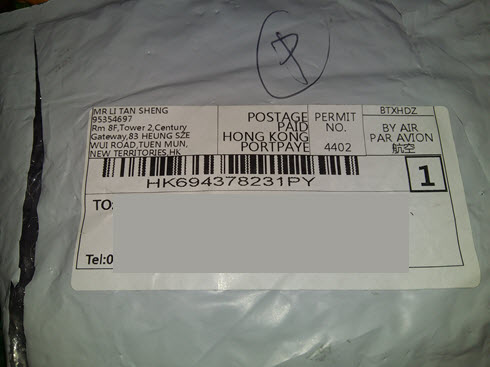 MR LI TAN SHENG
95354697
Rm 8F,Tower 2,Century
Gateway,83 HEUNG SZE
WUI ROAD,TUEN MUN,
NEW TERRITORIES,HK
POSTAGE
PAID
HONG KONG
PORTPAYE
PERMIT
NO.
4402
BTXHDZ
BY AIR
PAR AVION
航空
HK694378231PY
1
TO:
Tel:0